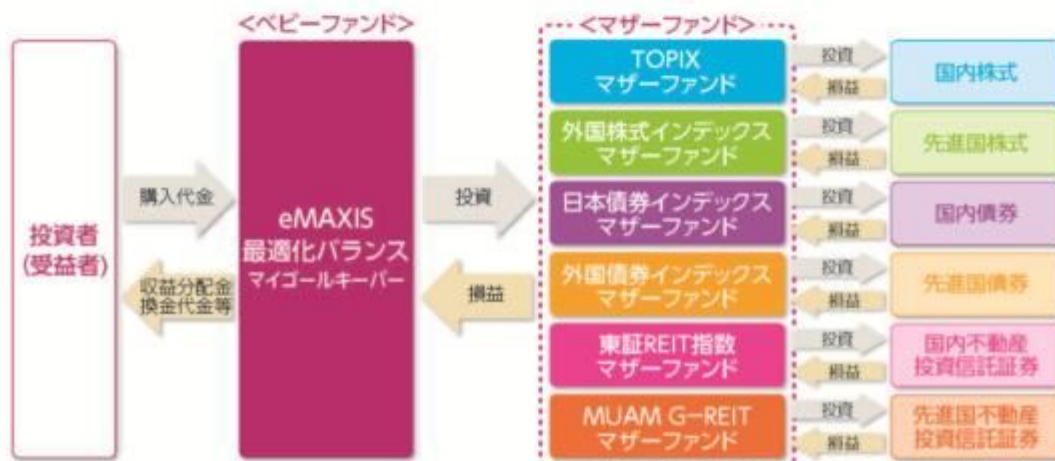 <ベビーファンド>
<マザーファンド>
投資者
(受益者)
購入代金
収益分配金
換金代金等
eMAXIS
最適化バランス
マイゴールキーパー
投資
損益
TOPIX
マザーファンド
投資
損益
国内株式
外国株式インデックス
マザーファンド
投資
損益
先進国株式
日本債券インデックス
マザーファンド
投資
損益
国内債券
外国債券インデックス
マザーファンド
投資
損益
先進国債券
東証REIT指数
マザーファンド
投資
損益
国内不動産
投資信託証券
MUAM G-REIT
マザーファンド
投資
損益
先進国不動産
投資信託証券